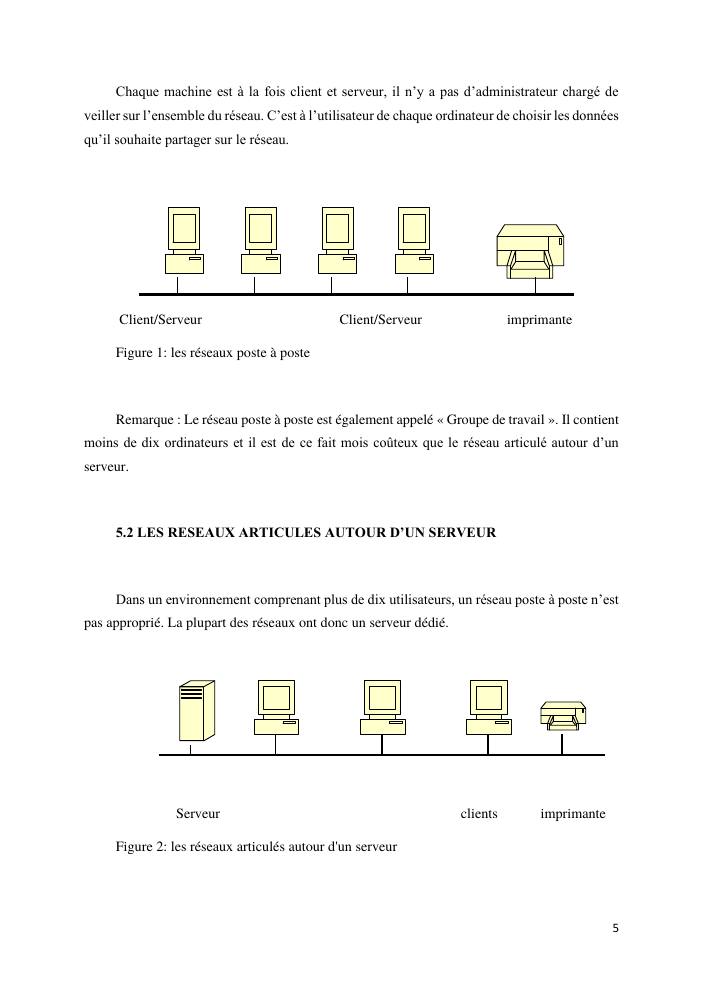 Chaque machine est à la fois client et serveur, il n’y a pas d’administrateur chargé de
veiller sur l’ensemble du réseau. C’est à l’utilisateur de chaque ordinateur de choisir les données
qu’il souhaite partager sur le réseau.
Client/Serveur Client/Serveur imprimante
Figure 1: les réseaux poste à poste
Remarque : Le réseau poste à poste est également appelé « Groupe de travail ». Il contient
moins de dix ordinateurs et il est de ce fait mois coûteux que le réseau articulé autour d’un
serveur.
5.2 LES RESEAUX ARTICULES AUTOUR D’UN SERVEUR
Dans un environnement comprenant plus de dix utilisateurs, un réseau poste à poste n’est
pas approprié. La plupart des réseaux ont donc un serveur dédié.
Serveur clients imprimante
Figure 2: les réseaux articulés autour d'un serveur
5